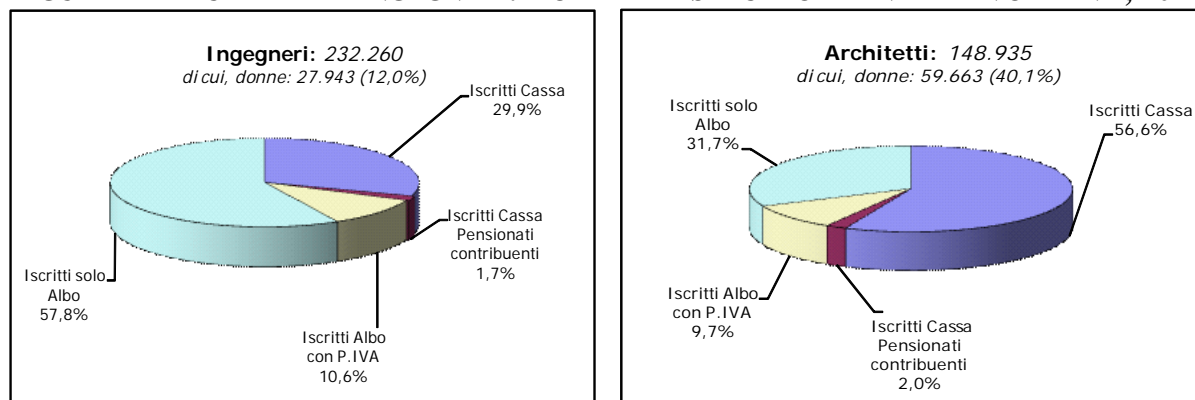 Ingegneri: 232.260
di cui, donne: 27.943 (12,0%)
Iscritti Cassa
29,9%
Iscritti Cassa
Pensionati
contribuenti
1,7%
Iscritti Albo
con P.IVA
10,6%
Iscritti solo
Albo
57,8%
Architetti: 148.935
di cui, donne: 59.663 (40,1%)
Iscritti solo
Albo
31,7%
Iscritti Cassa
56,6%
Iscritti Albo
con P.IVA
9,7%
Iscritti Cassa
Pensionati
contribuenti
2,0%